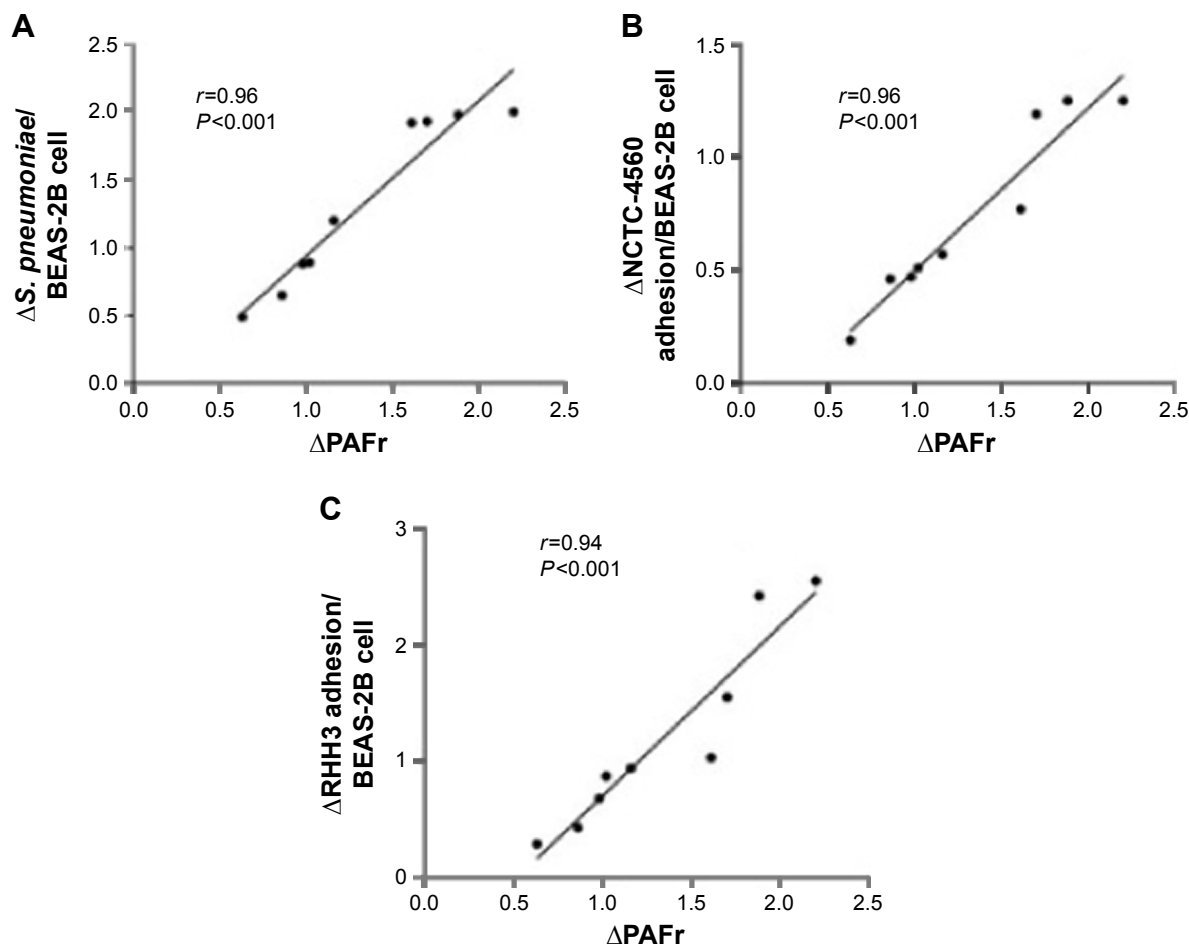 A
ΔS. pneumoniae/
BEAS-2B cell
2.5
2.0
1.5
1.0
0.5
0.0
r=0.96
P<0.001
0.0 0.5 1.0 1.5 2.0 2.5
ΔPAFr
B
ΔNCTC-4560
adhesion/BEAS-2B cell
1.5
1.0
0.5
0.0
r=0.96
P<0.001
0.0 0.5 1.0 1.5 2.0 2.5
ΔPAFr
C
ΔRHH3 adhesion/
BEAS-2B cell
3
2
1
0
r=0.94
P<0.001
0.0 0.5 1.0 1.5 2.0 2.5
ΔPAFr